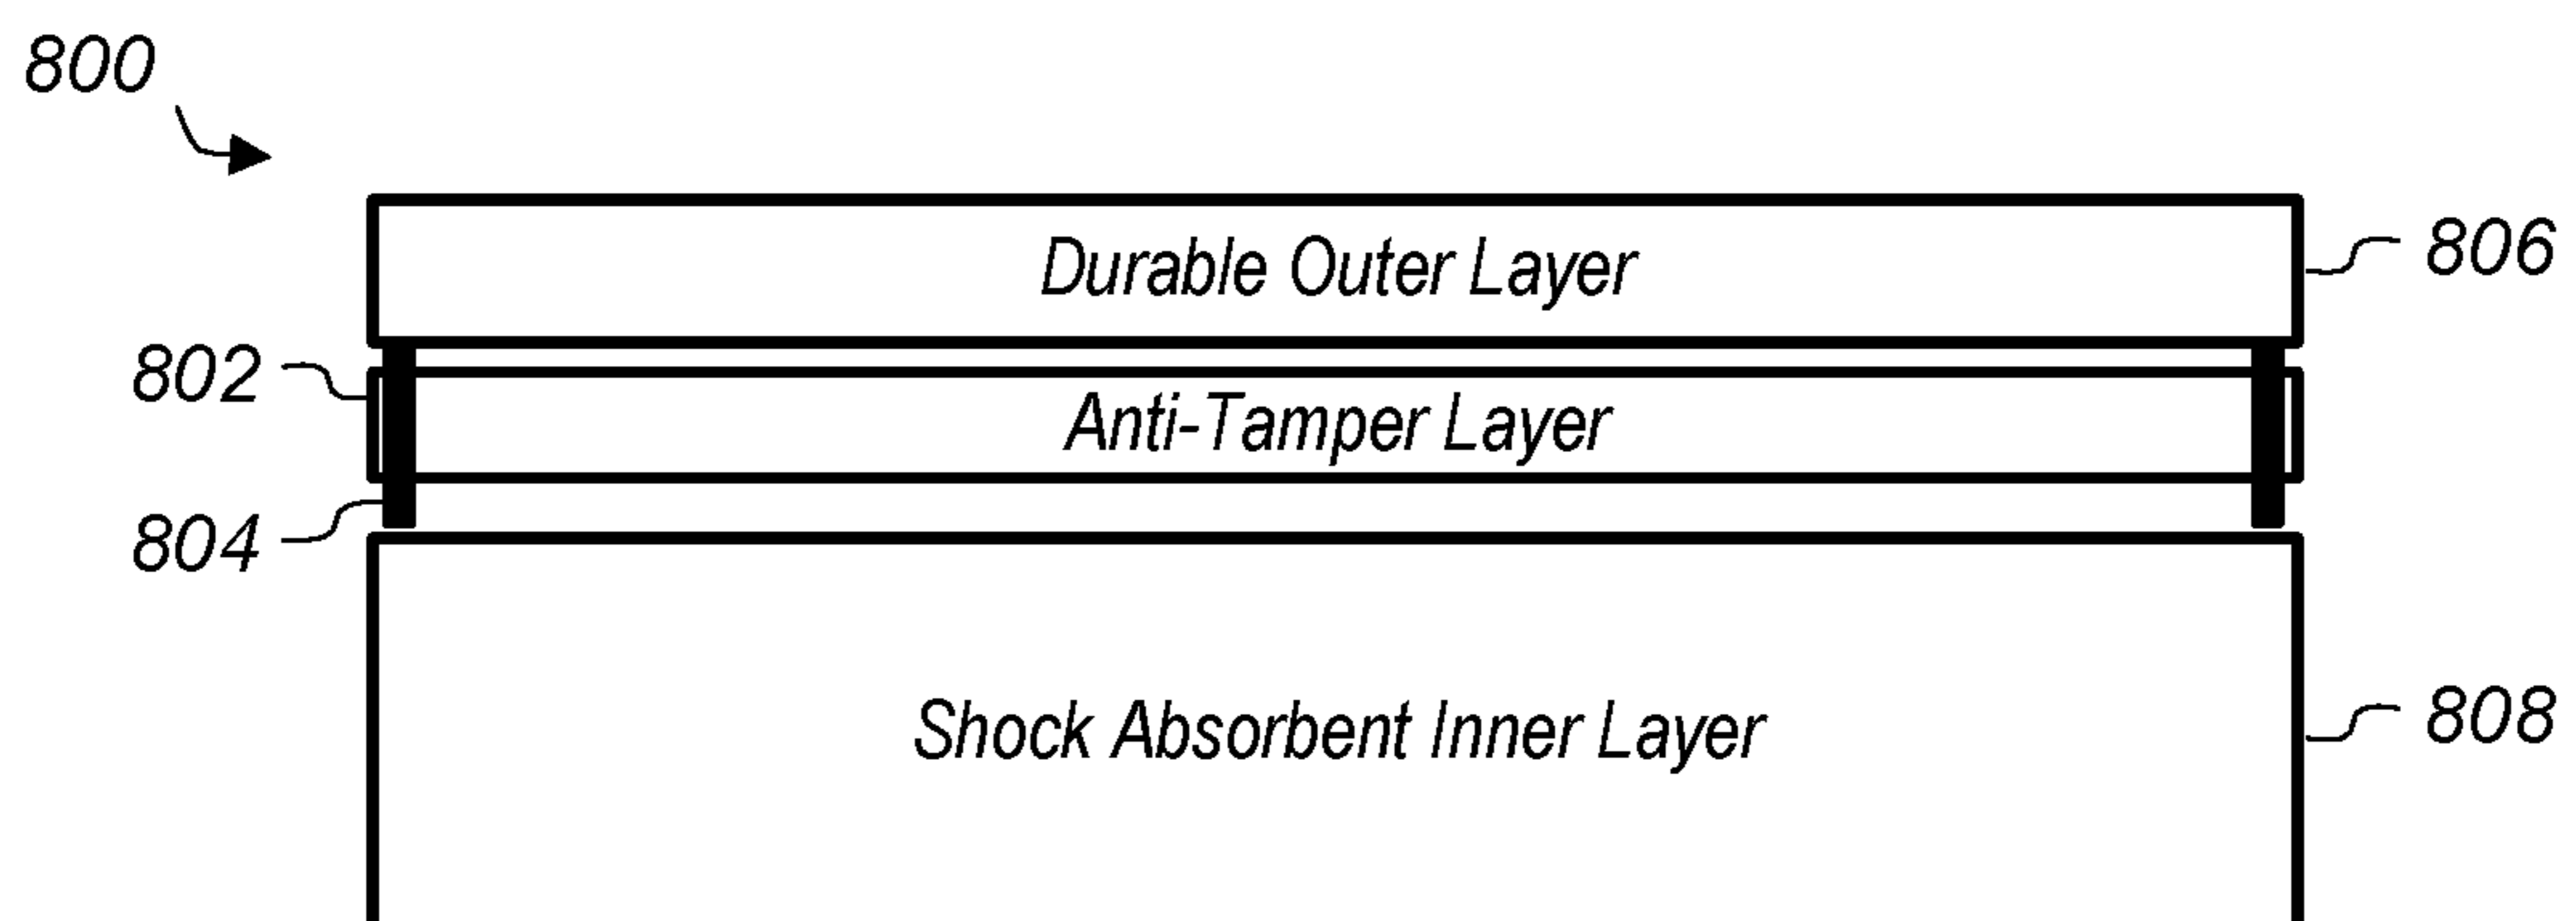 800
Durable Outer Layer
806
802
Anti-Tamper Layer
804
Shock Absorbent Inner Layer
808